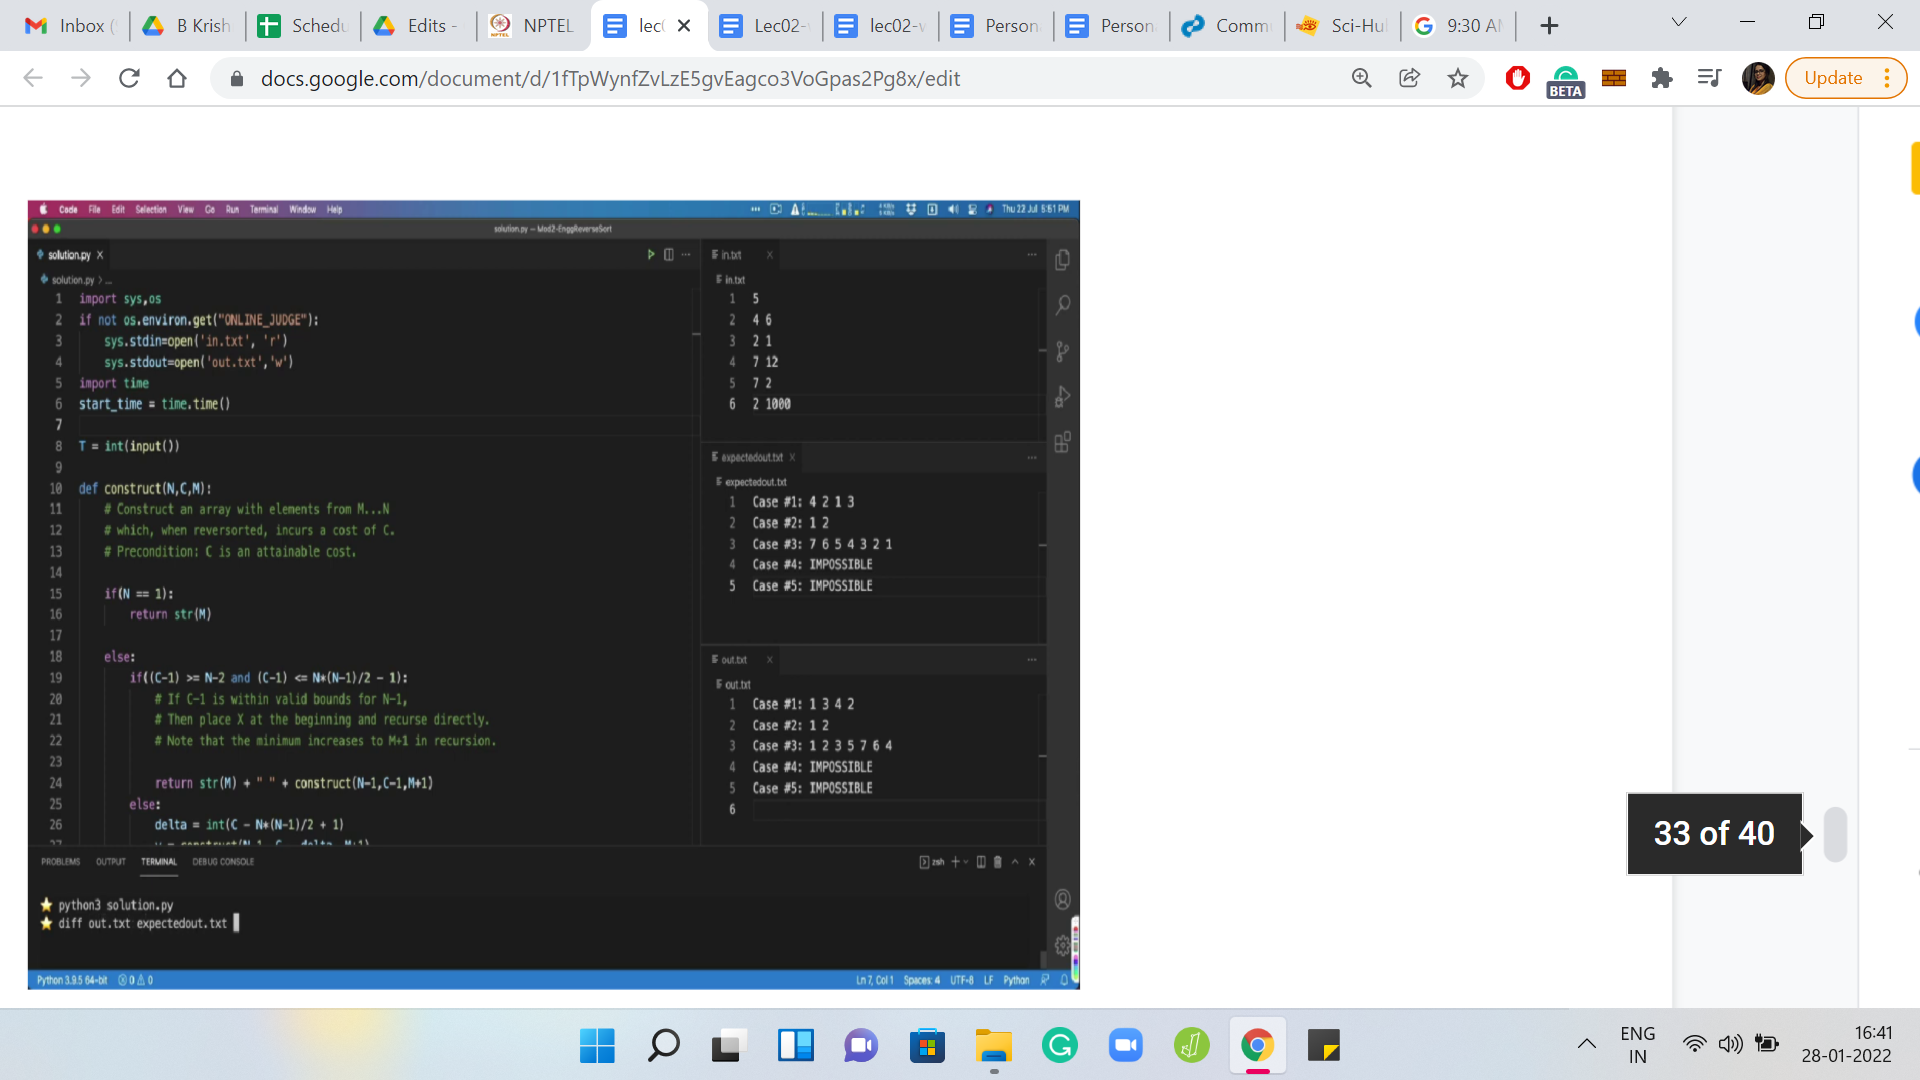 Inbox (
B Krish
Schedu
Edits -
NPTEL
lec
Lec02-
lec02-v
Person
Person
Comm
Sci-Hu
9:30 A
docs.google.com/document/d/1fTpWynfZvLzE5gvEagco3VoGpas2Pg8x/edit
BETA
Update
Code File Edit Selection View Go Run Terminal Window Help
Thu 22 Jul 5:51 PM
solution.py — Mod2-EnggReverseSort
solution.py
solution.py > ...
1 import sys,os
2 if not os.environ.get("ONLINE_JUDGE"):
3 sys.stdin=open('in.txt', 'r')
4 sys.stdout=open('out.txt','w')
5 import time
6 start_time = time.time()
7
8 T = int(input())
9
10 def construct(N,C,M):
11 # Construct an array with elements from M...N
12 # which, when reversorted, incurs a cost of C.
13 # Precondition: C is an attainable cost.
14
15 if(N == 1):
16 return str(M)
17
18 else:
19 if((C-1) >= N-2 and (C-1) <= N*(N-1)/2 - 1):
20 # If C-1 is within valid bounds for N-1,
21 # Then place X at the beginning and recurse directly.
22 # Note that the minimum increases to M+1 in recursion.
23
24 return str(M) + " " + construct(N-1,C-1,M+1)
25 else:
26 delta = int(C - N*(N-1)/2 + 1)
in.txt
in.txt
1 5
2 4 6
3 2 1
4 7 12
5 7 2
6 2 1000
expectedout.txt
expectedout.txt
1 Case #1: 4 2 1 3
2 Case #2: 1 2
3 Case #3: 7 6 5 4 3 2 1
4 Case #4: IMPOSSIBLE
5 Case #5: IMPOSSIBLE
out.txt
out.txt
1 Case #1: 1 3 4 2
2 Case #2: 1 2
3 Case #3: 1 2 3 5 7 6 4
4 Case #4: IMPOSSIBLE
5 Case #5: IMPOSSIBLE
6
PROBLEMS OUTPUT TERMINAL DEBUG CONSOLE
zsh
python3 solution.py
diff out.txt expectedout.txt
Python 3.9.5 64-bit 0 0
Ln 7, Col 1 Spaces: 4 UTF-8 LF Python
33 of 40
ENG
IN
16:41
28-01-2022